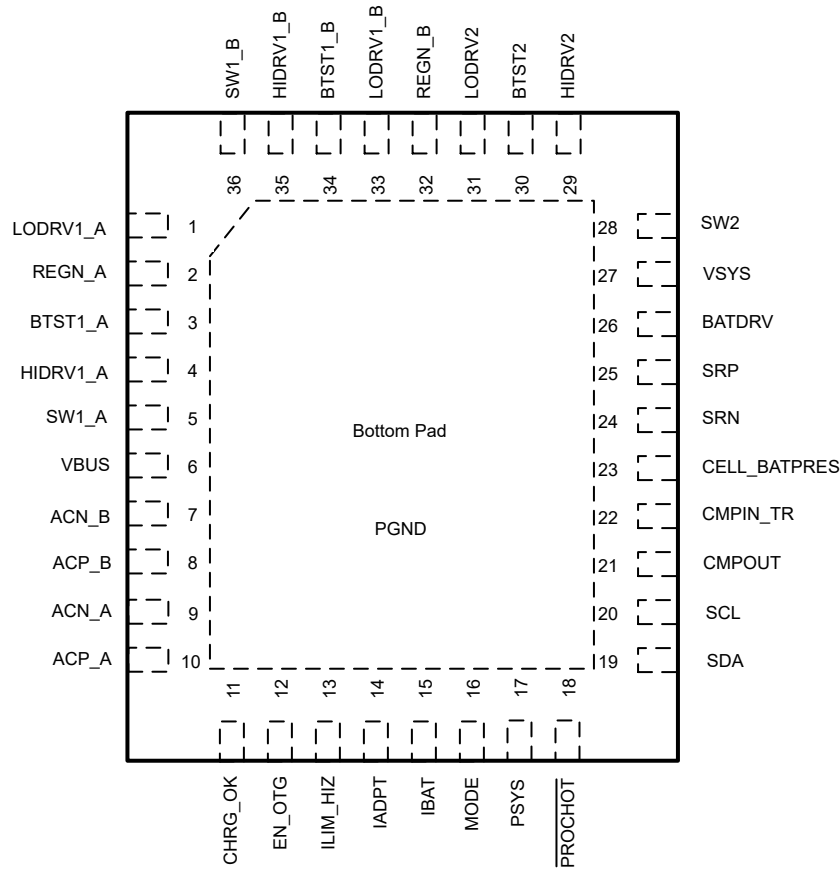 SW1_B
HIDRV1_B
BTST1_B
LODRV1_B
REGN_B
LODRV2
BTST2
HIDRV2
36
35
34
33
32
31
30
29
LODRV1_A 1
REGN_A 2
BTST1_A 3
HIDRV1_A 4
SW1_A 5
VBUS 6
ACN_B 7
ACP_B 8
ACN_A 9
ACP_A 10
Bottom Pad
PGND
28 SW2
27 VSYS
26 BATDRV
25 SRP
24 SRN
23 CELL_BATPRES
22 CMPIN_TR
21 CMPOUT
20 SCL
19 SDA
11
12
13
14
15
16
17
18
CHRG_OK
EN_OTG
ILIM_HIZ
IADPT
IBAT
MODE
PSYS
PROCHOT